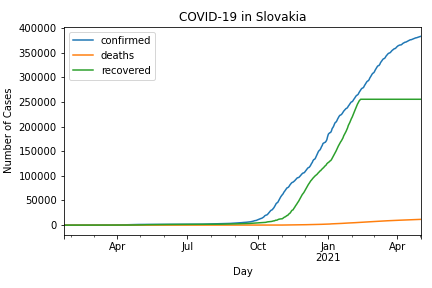 COVID-19 in Slovakia
400000
350000
300000
250000
200000
150000
100000
50000
0
Number of Cases
confirmed
deaths
recovered
Apr
Jul
Oct
Jan
2021
Apr
Day